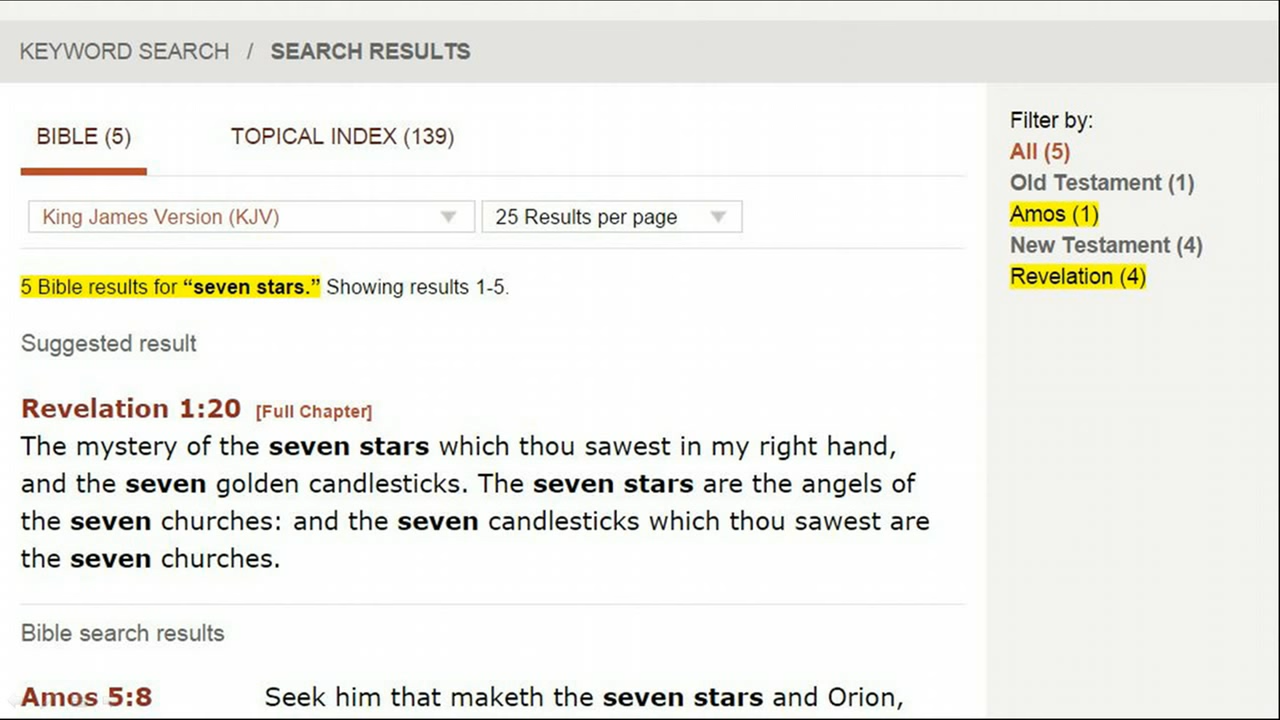 KEYWORD SEARCH / SEARCH RESULTS
BIBLE (5) TOPICAL INDEX (139)
King James Version (KJV) 25 Results per page
5 Bible results for “seven stars.” Showing results 1-5.
Suggested result
Revelation 1:20 [Full Chapter]
The mystery of the seven stars which thou sawest in my right hand,
and the seven golden candlesticks. The seven stars are the angels of
the seven churches: and the seven candlesticks which thou sawest are
the seven churches.
Bible search results
Amos 5:8 Seek him that maketh the seven stars and Orion,
Filter by:
All (5)
Old Testament (1)
Amos (1)
New Testament (4)
Revelation (4)